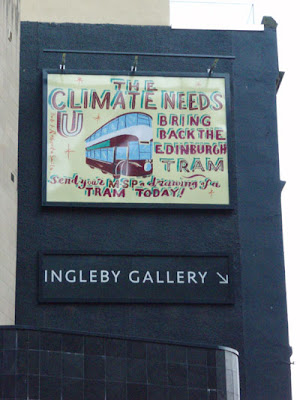 THE
CLIMATE NEEDS
U
BRING
BACK THE
EDINBURGH
TRAM
Send your MSPs a drawing of a
TRAM TODAY!
INGLEBY GALLERY ↘